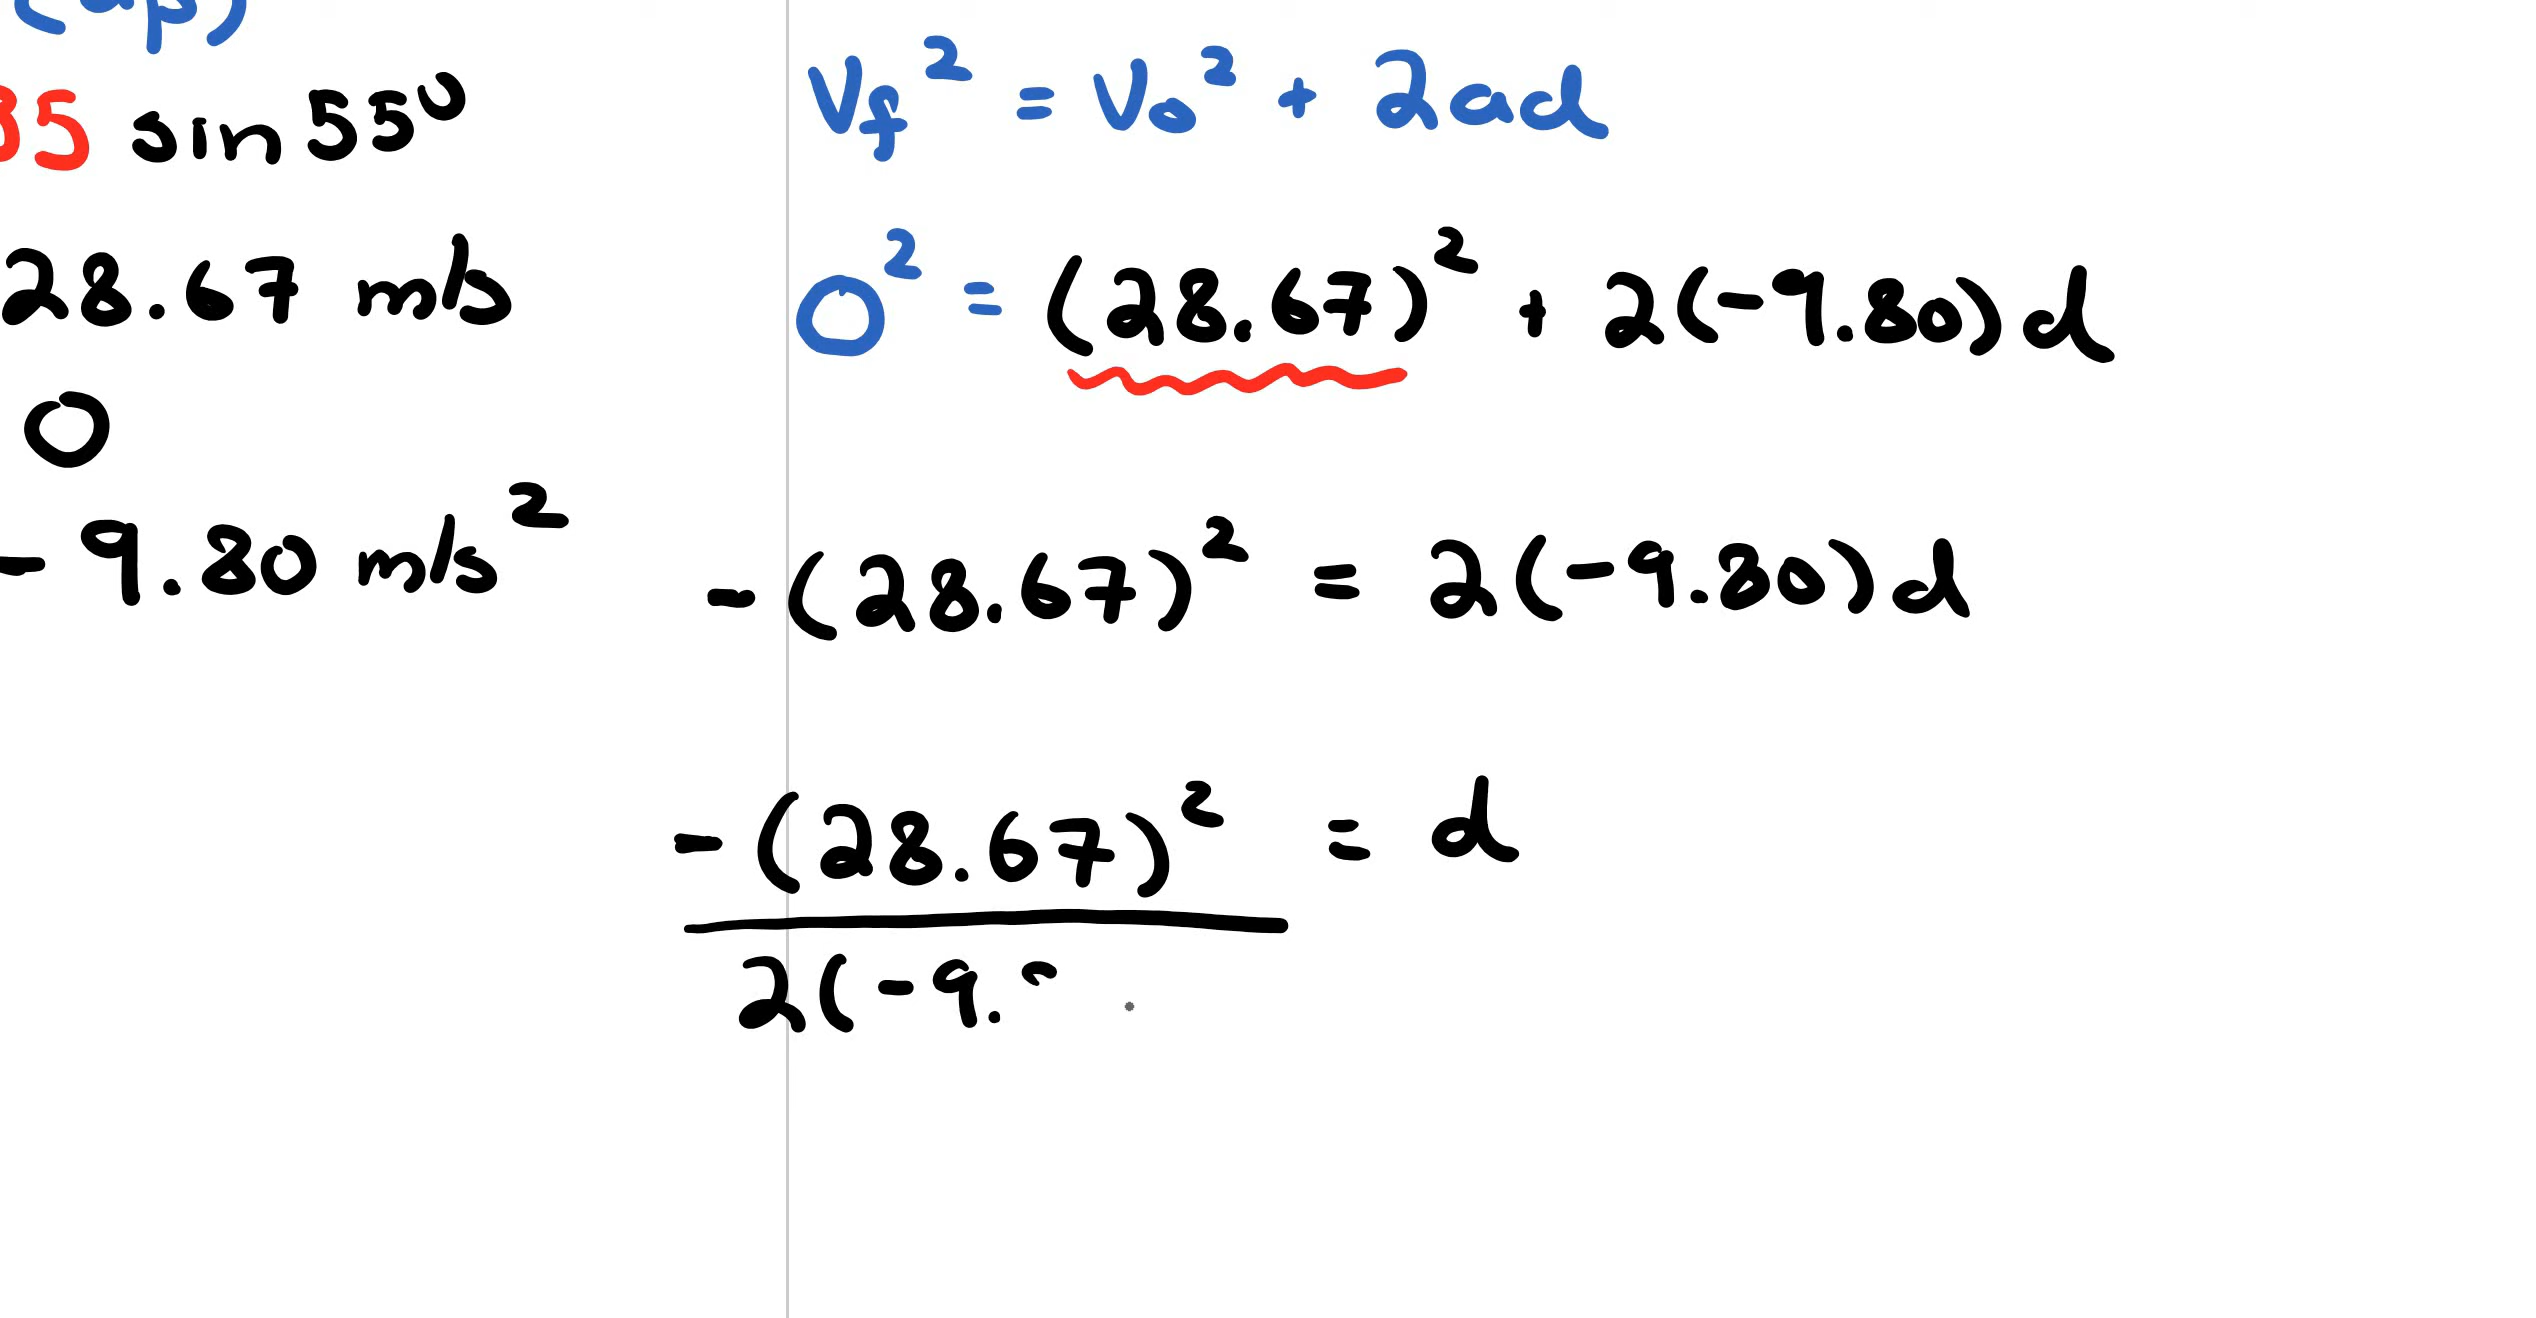 35 sin 55⁰
28.67 m/s
0
- 9.80 m/s²
Vf² = Vo² + 2ad
0² = (28.67)² + 2(-9.80)d
-(28.67)² = 2(-9.80)d
-(28.67)² = d
2(-9.